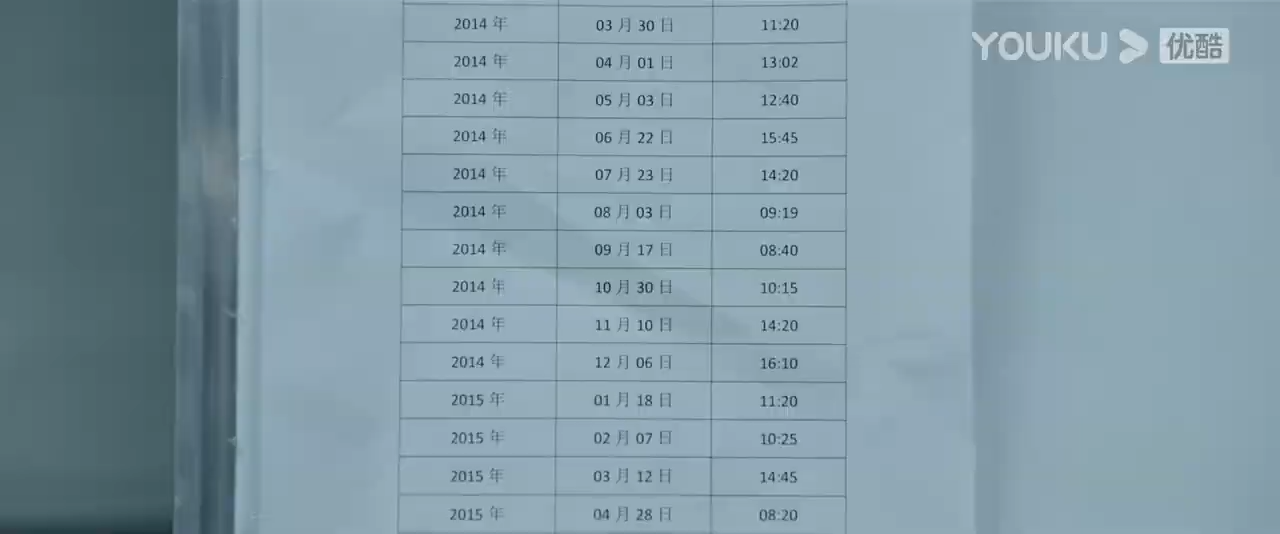 YOUKU 优酷
2014 年 03 月 30 日 11:20
2014 年 04 月 01 日 13:02
2014 年 05 月 03 日 12:40
2014 年 06 月 22 日 15:45
2014 年 07 月 23 日 14:20
2014 年 08 月 03 日 09:19
2014 年 09 月 17 日 08:40
2014 年 10 月 30 日 10:15
2014 年 11 月 10 日 14:20
2014 年 12 月 06 日 16:10
2015 年 01 月 18 日 11:20
2015 年 02 月 07 日 10:25
2015 年 03 月 12 日 14:45
2015 年 04 月 28 日 08:20